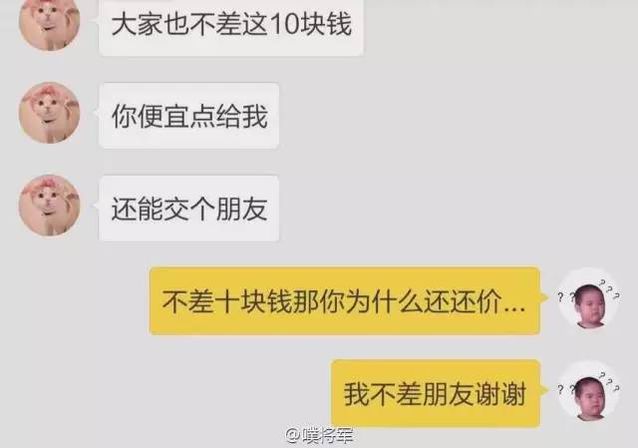 大家也不差这10块钱
你便宜点给我
还能交个朋友
不差十块钱那你为什么还还价...
? ? ? ? ?
我不差朋友谢谢
? ? ? ? ?
@噗将军